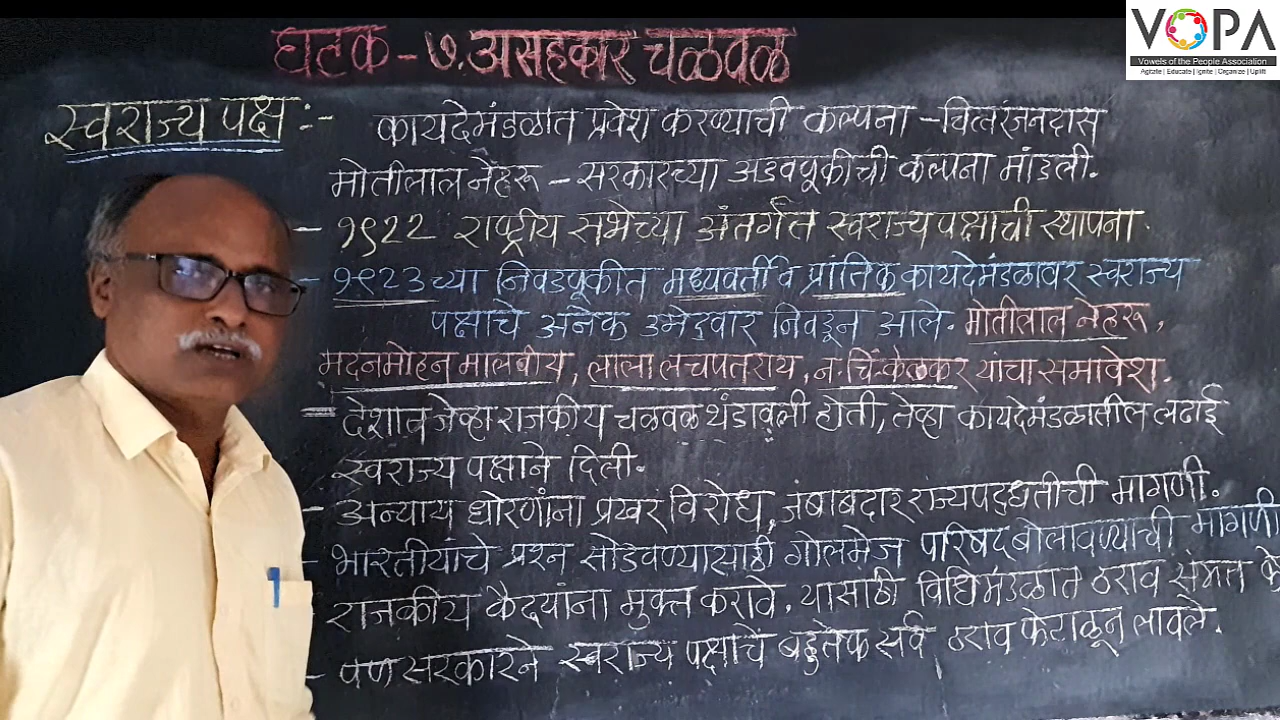 VOPA
Vowels of the People Association
Agitate | Educate | Ignite | Organize | Uplift
घटक - ७. असहकार चळवळ
स्वराज्य पक्ष :- कायदेमंडळात प्रवेश करण्याची कल्पना - चित्तरंजनदास
मोतीलाल नेहरू - सरकारच्या अडवणूकीची कल्पना मांडली.
- १९२२ राष्ट्रीय सभेच्या अंतर्गत स्वराज्य पक्षाची स्थापना.
- १९२३ च्या निवडणूकीत मध्यवर्ती व प्रांतिक कायदेमंडळावर स्वराज्य
पक्षाचे अनेक उमेदवार निवडून आले. मोतीलाल नेहरू,
मदनमोहन मालवीय, लाला लचपतराय, न. चिं. केळकर यांचा समावेश.
- देशात जेव्हा राजकीय चळवळ थंडावली होती, तेव्हा कायदेमंडळातील लढाई
स्वराज्य पक्षाने दिली.
- अन्याय धोरणांना प्रखर विरोध, जबाबदार राज्यपद्धतीची मागणी.
- भारतीयांचे प्रश्न सोडवण्यासाठी गोलमेज परिषद बोलावण्याची मागणी
राजकीय कैदयांना मुक्त करावे. यासाठी विधिमंडळात ठराव संमत के
- पण सरकारने स्वराज्य पक्षाचे बहुतेक सर्व ठराव फेटाळून लावले.